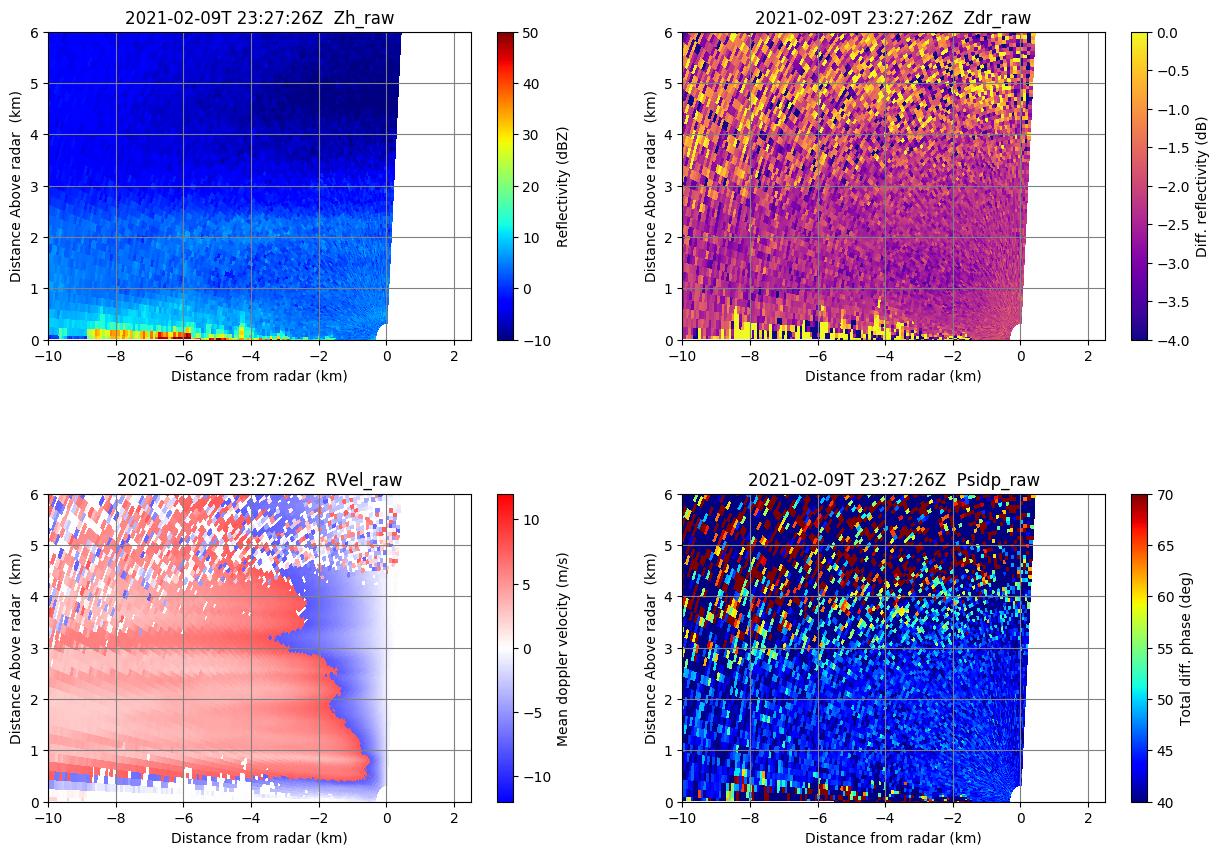 2021-02-09T 23:27:26Z  Zh_raw
6
5
4
3
2
1
0
Distance Above radar  (km)
−10 −8 −6 −4 −2 0 2
Distance from radar (km)
50
40
30
20
10
0
−10
Reflectivity (dBZ)
2021-02-09T 23:27:26Z  Zdr_raw
6
5
4
3
2
1
0
Distance Above radar  (km)
−10 −8 −6 −4 −2 0 2
Distance from radar (km)
0.0
−0.5
−1.0
−1.5
−2.0
−2.5
−3.0
−3.5
−4.0
Diff. reflectivity (dB)
2021-02-09T 23:27:26Z  RVel_raw
6
5
4
3
2
1
0
Distance Above radar  (km)
−10 −8 −6 −4 −2 0 2
Distance from radar (km)
10
5
0
−5
−10
Mean doppler velocity (m/s)
2021-02-09T 23:27:26Z  Psidp_raw
6
5
4
3
2
1
0
Distance Above radar  (km)
−10 −8 −6 −4 −2 0 2
Distance from radar (km)
70
65
60
55
50
45
40
Total diff. phase (deg)